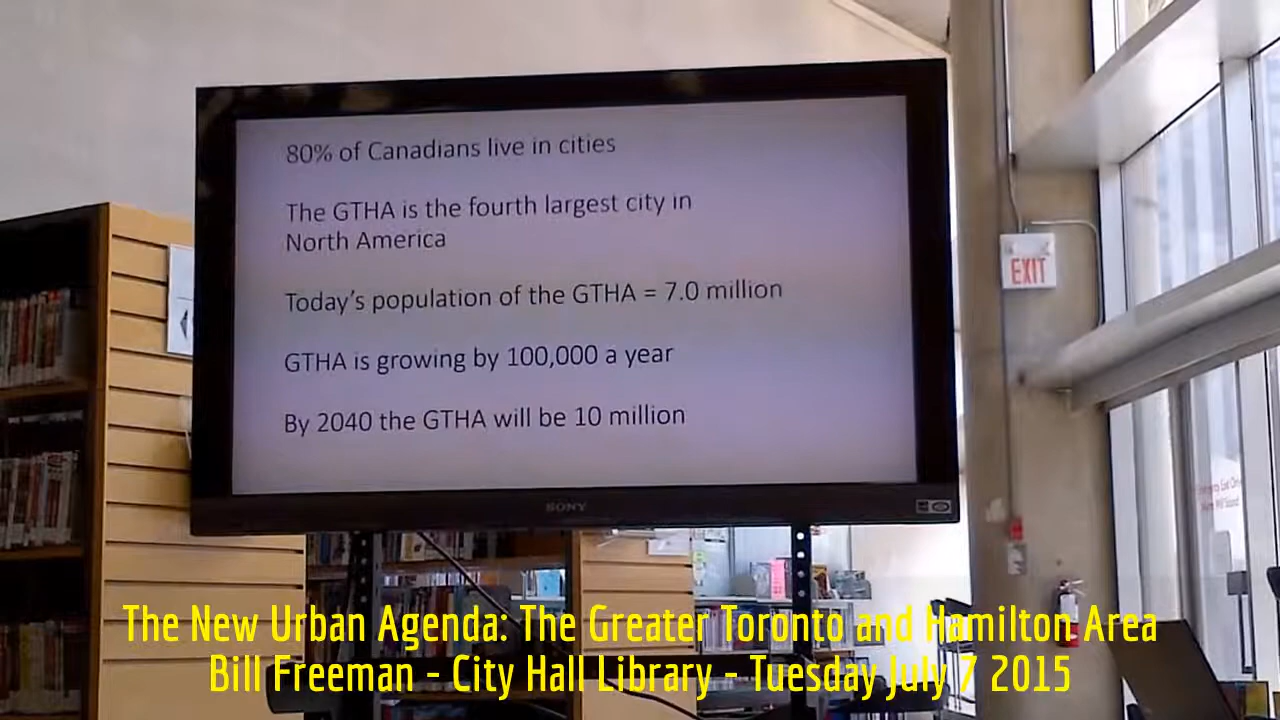 80% of Canadians live in cities
The GTHA is the fourth largest city in
North America
Today's population of the GTHA = 7.0 million
GTHA is growing by 100,000 a year
By 2040 the GTHA will be 10 million
SONY
EXIT
The New Urban Agenda: The Greater Toronto and Hamilton Area
Bill Freeman - City Hall Library - Tuesday July 7 2015